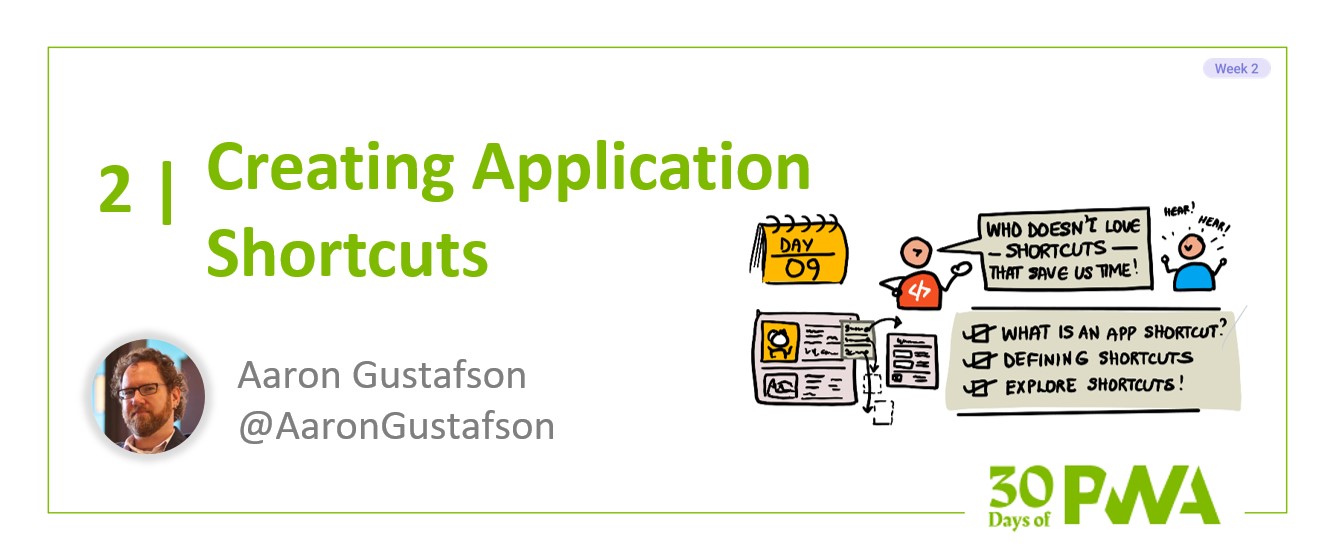 Week 2
2 | Creating Application
Shortcuts
Aaron Gustafson
@AaronGustafson
DAY
09
</>
WHO DOESN'T LOVE
— SHORTCUTS —
THAT SAVE US TIME!
HEAR!
HEAR!
WHAT IS AN APP SHORTCUT?
DEFINING SHORTCUTS
EXPLORE SHORTCUTS!
30
Days of
PWA